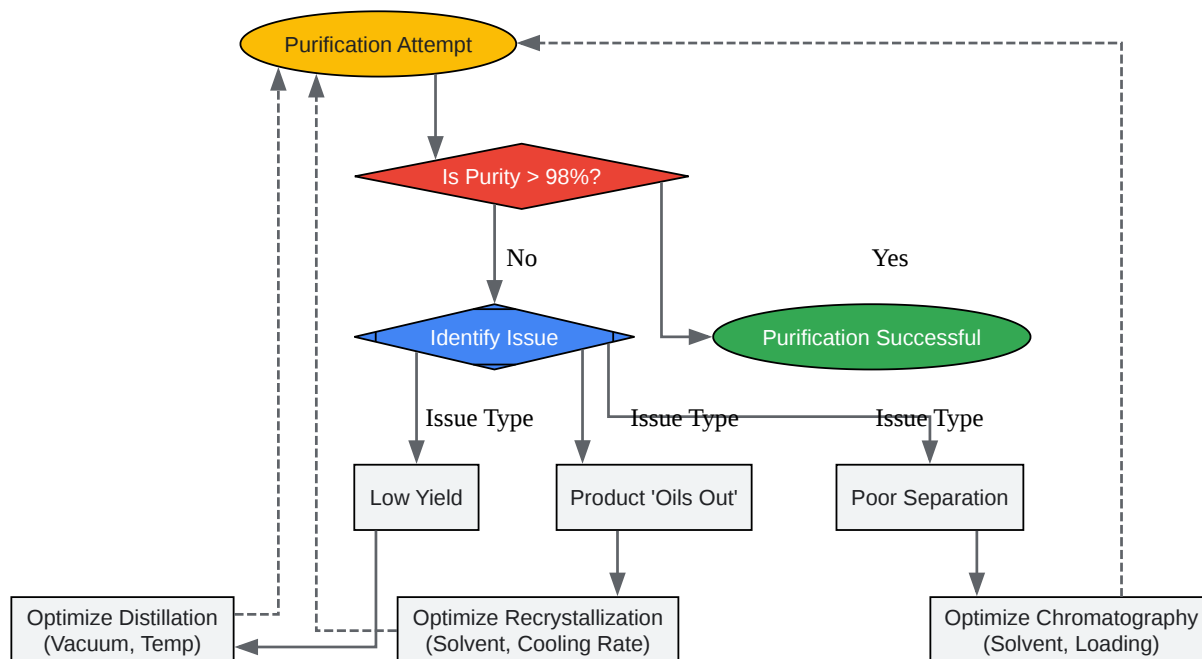 Purification Attempt
Is Purity > 98%?
No
Yes
Identify Issue
Purification Successful
Issue Type
Issue Type
Issue Type
Low Yield
Product 'Oils Out'
Poor Separation
Optimize Distillation
(Vacuum, Temp)
Optimize Recrystallization
(Solvent, Cooling Rate)
Optimize Chromatography
(Solvent, Loading)